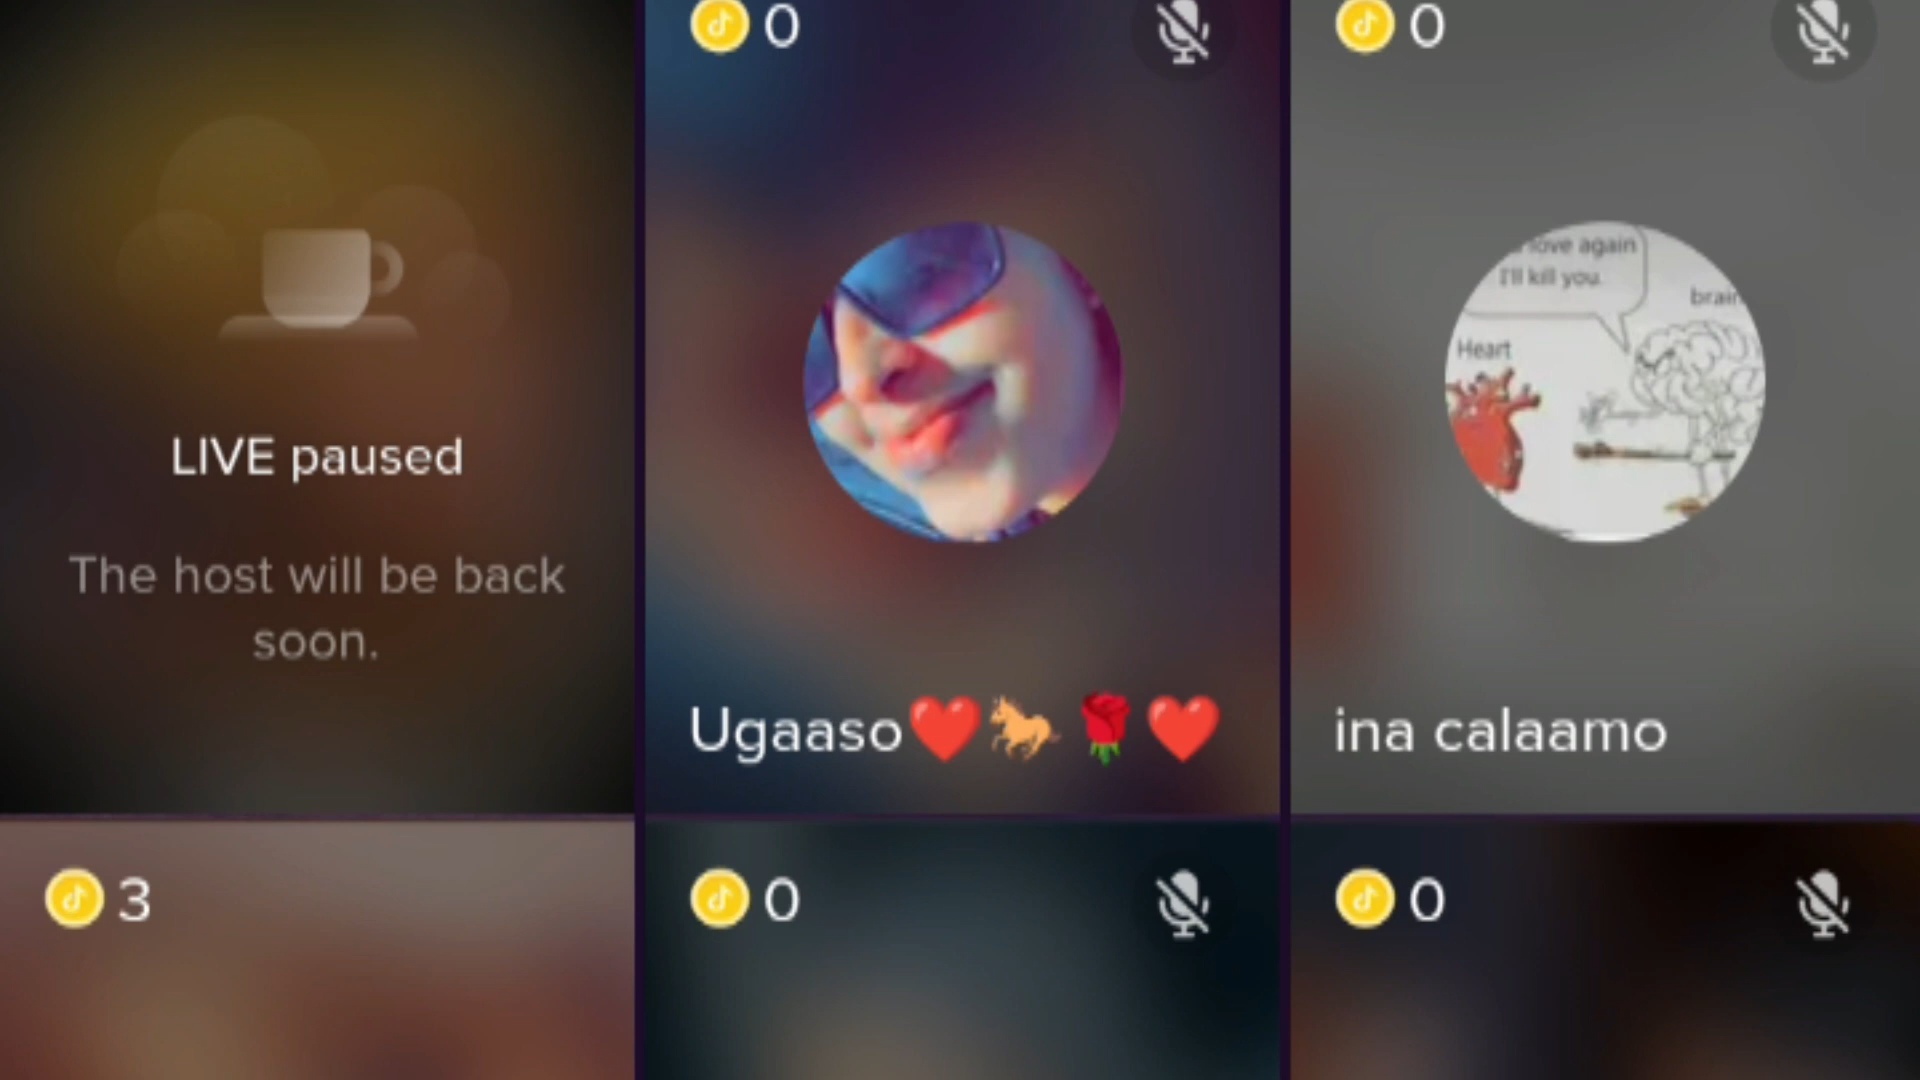 0
0
love again
I'll kill you.
brain
Heart
LIVE paused
The host will be back
soon.
Ugaaso❤️🐎🌹❤️
ina calaamo
3
0
0